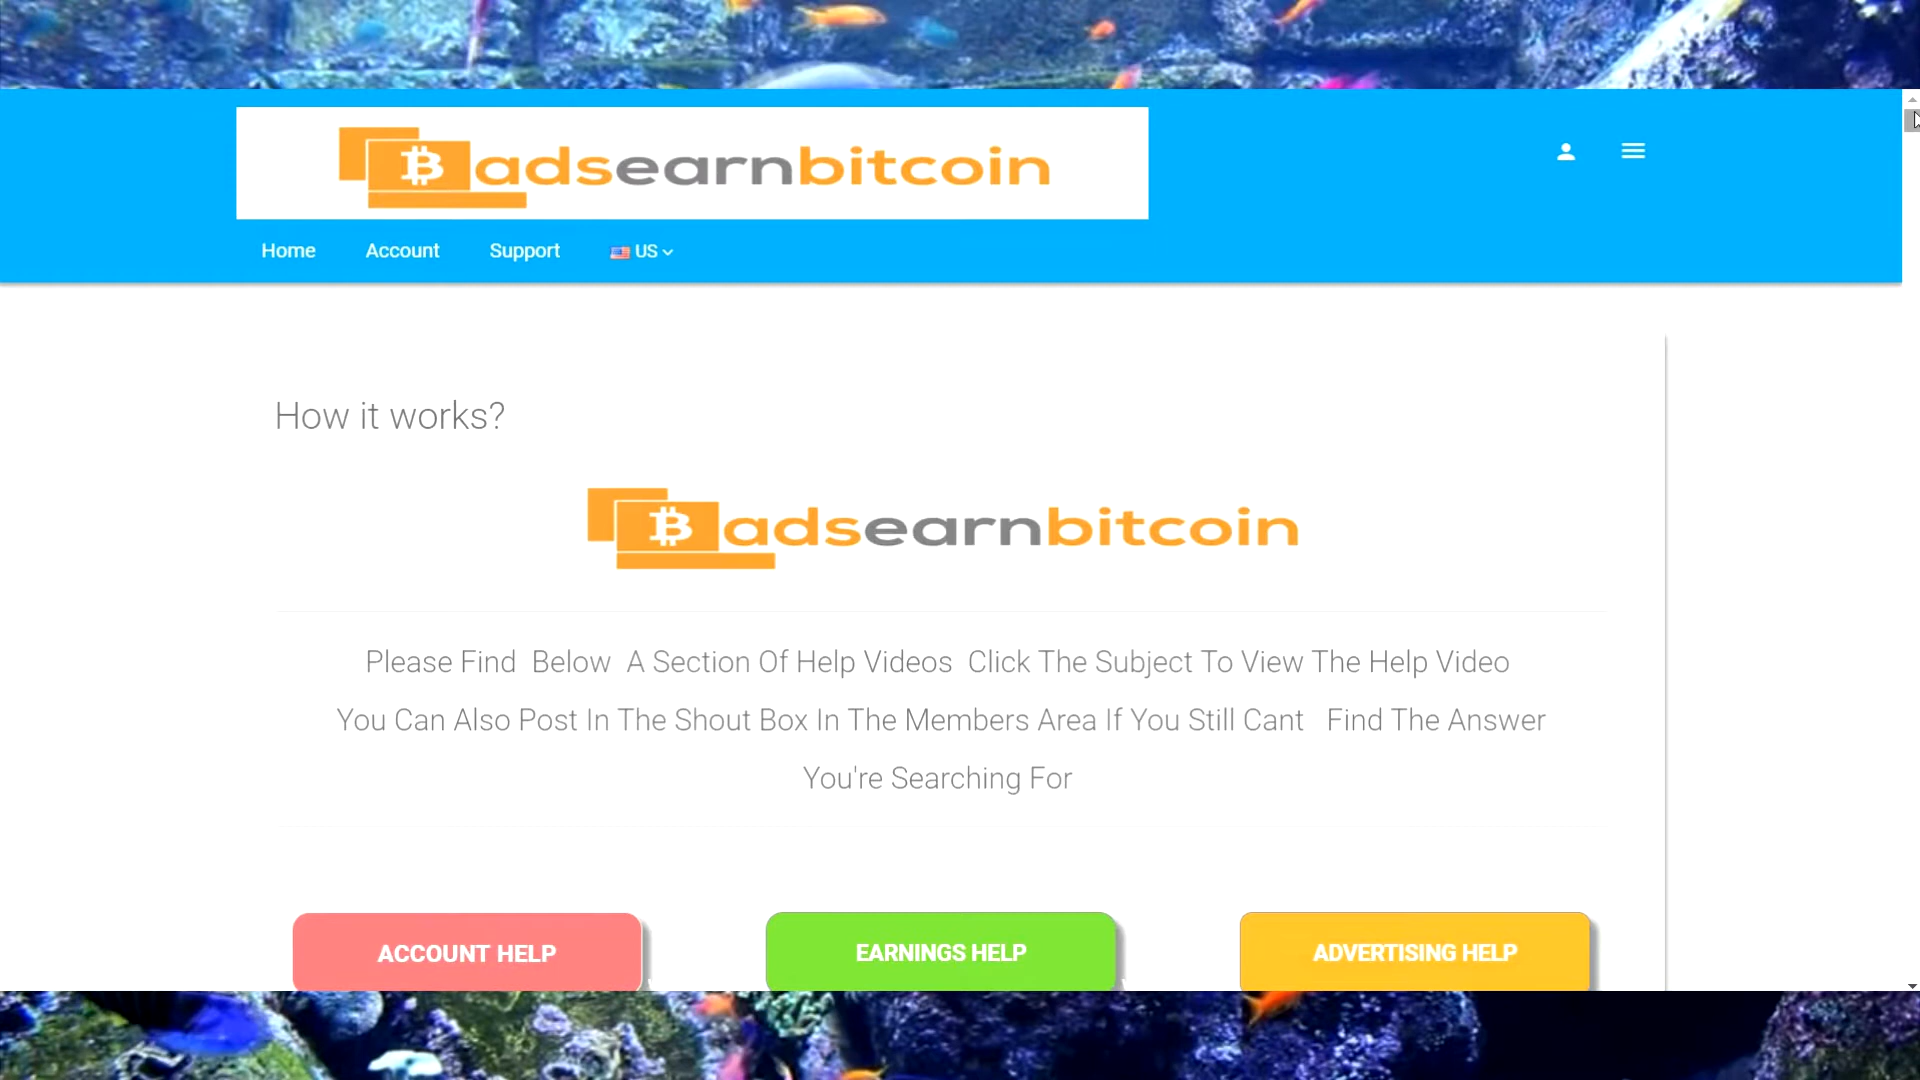 adsearnbitcoin
Home Account Support US
How it works?
adsearnbitcoin
Please Find Below A Section Of Help Videos Click The Subject To View The Help Video
You Can Also Post In The Shout Box In The Members Area If You Still Cant Find The Answer
You're Searching For
ACCOUNT HELP EARNINGS HELP ADVERTISING HELP